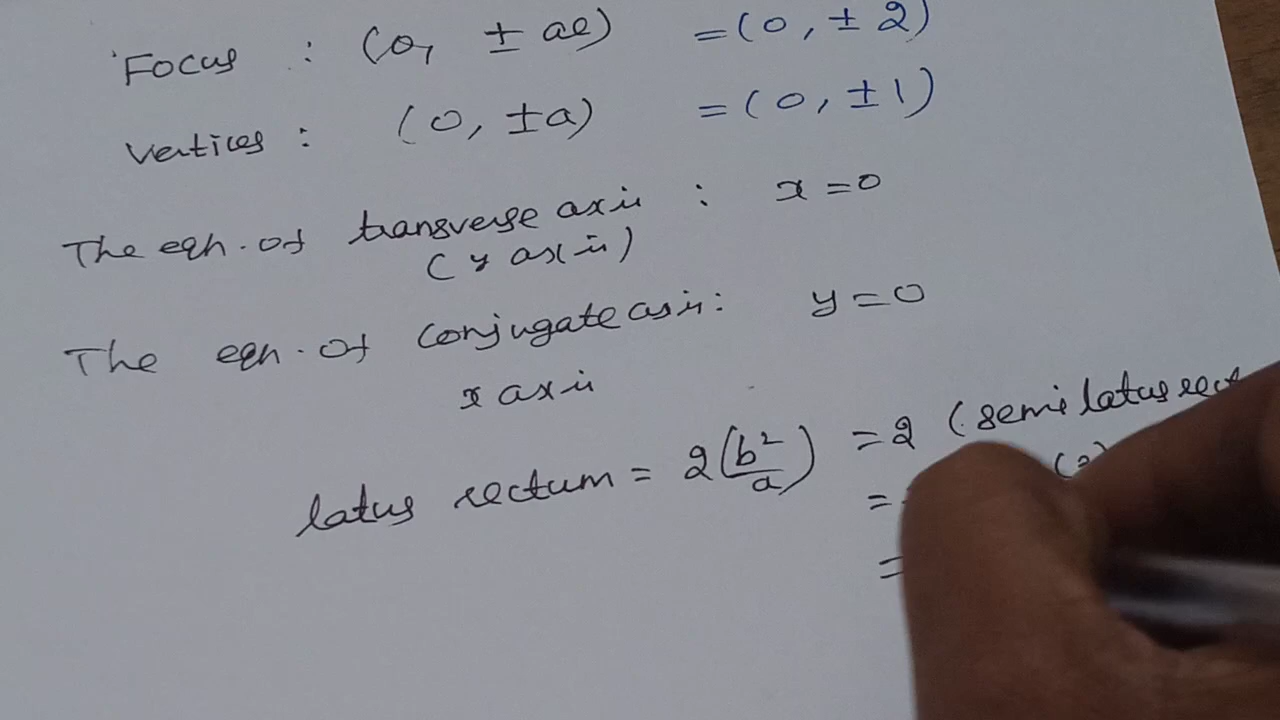 Focus : (0, ± ae) = (0, ± 2)
Vertices : (0, ±a) = (0, ±1)
The eqn. of transverse axis : x = 0
(y axis)
The eqn. of Conjugate axis : y = 0
x axis
latus rectum = 2(b²/a) = 2 (semi latus rect
=
=